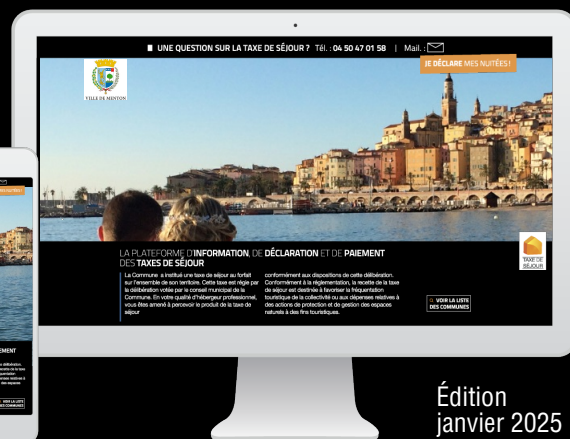 UNE QUESTION SUR LA TAXE DE SÉJOUR ? Tél. : 04 50 47 01 58 | Mail. :
JE DÉCLARE MES NUITÉES !
VILLE DE MENTON
LA PLATEFORME D'INFORMATION, DE DÉCLARATION ET DE PAIEMENT
DES TAXES DE SÉJOUR
La Commune a institué une taxe de séjour au forfait
sur l'ensemble de son territoire. Cette taxe est régie par
la délibération votée par le conseil municipal de la
Commune. En votre qualité d'hébergeur professionnel,
vous êtes amené à percevoir le produit de la taxe de
séjour
conformément aux dispositions de cette délibération.
Conformément à la réglementation, la recette de la taxe
de séjour est destinée à favoriser la fréquentation
touristique de la collectivité ou aux dépenses relatives à
des actions de protection et de gestion des espaces
naturels à des fins touristiques.
TAXE DE
SÉJOUR
VOIR LA LISTE
DES COMMUNES
Édition
janvier 2025